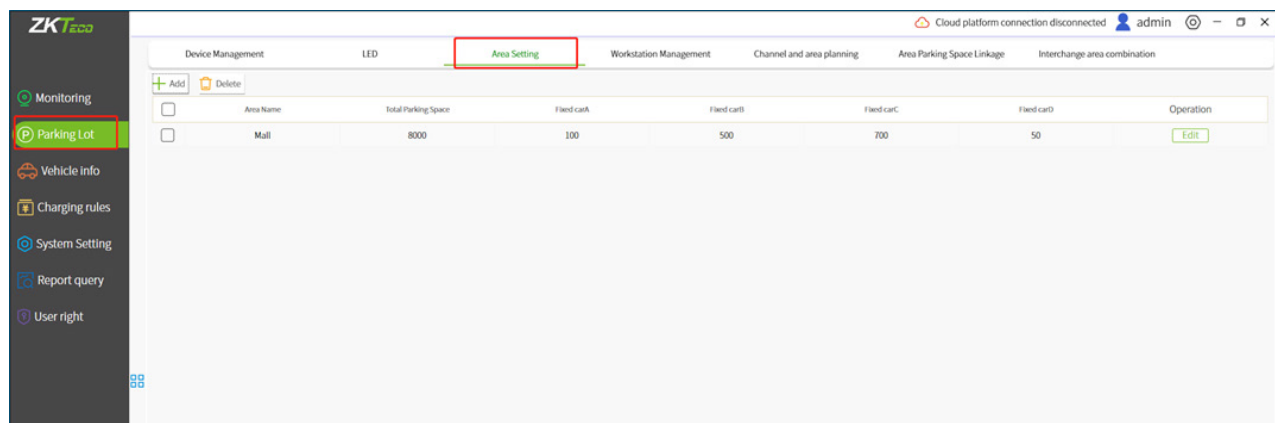 ZKTeco
Cloud platform connection disconnected admin
Device Management LED Area Setting Workstation Management Channel and area planning Area Parking Space Linkage Interchange area combination
Add Delete
Monitoring
Area Name Total Parking Space Fixed carA Fixed carB Fixed carC Fixed carD Operation
P Parking Lot
Mall 8000 100 500 700 50 Edit
Vehicle info
Charging rules
System Setting
Report query
User right